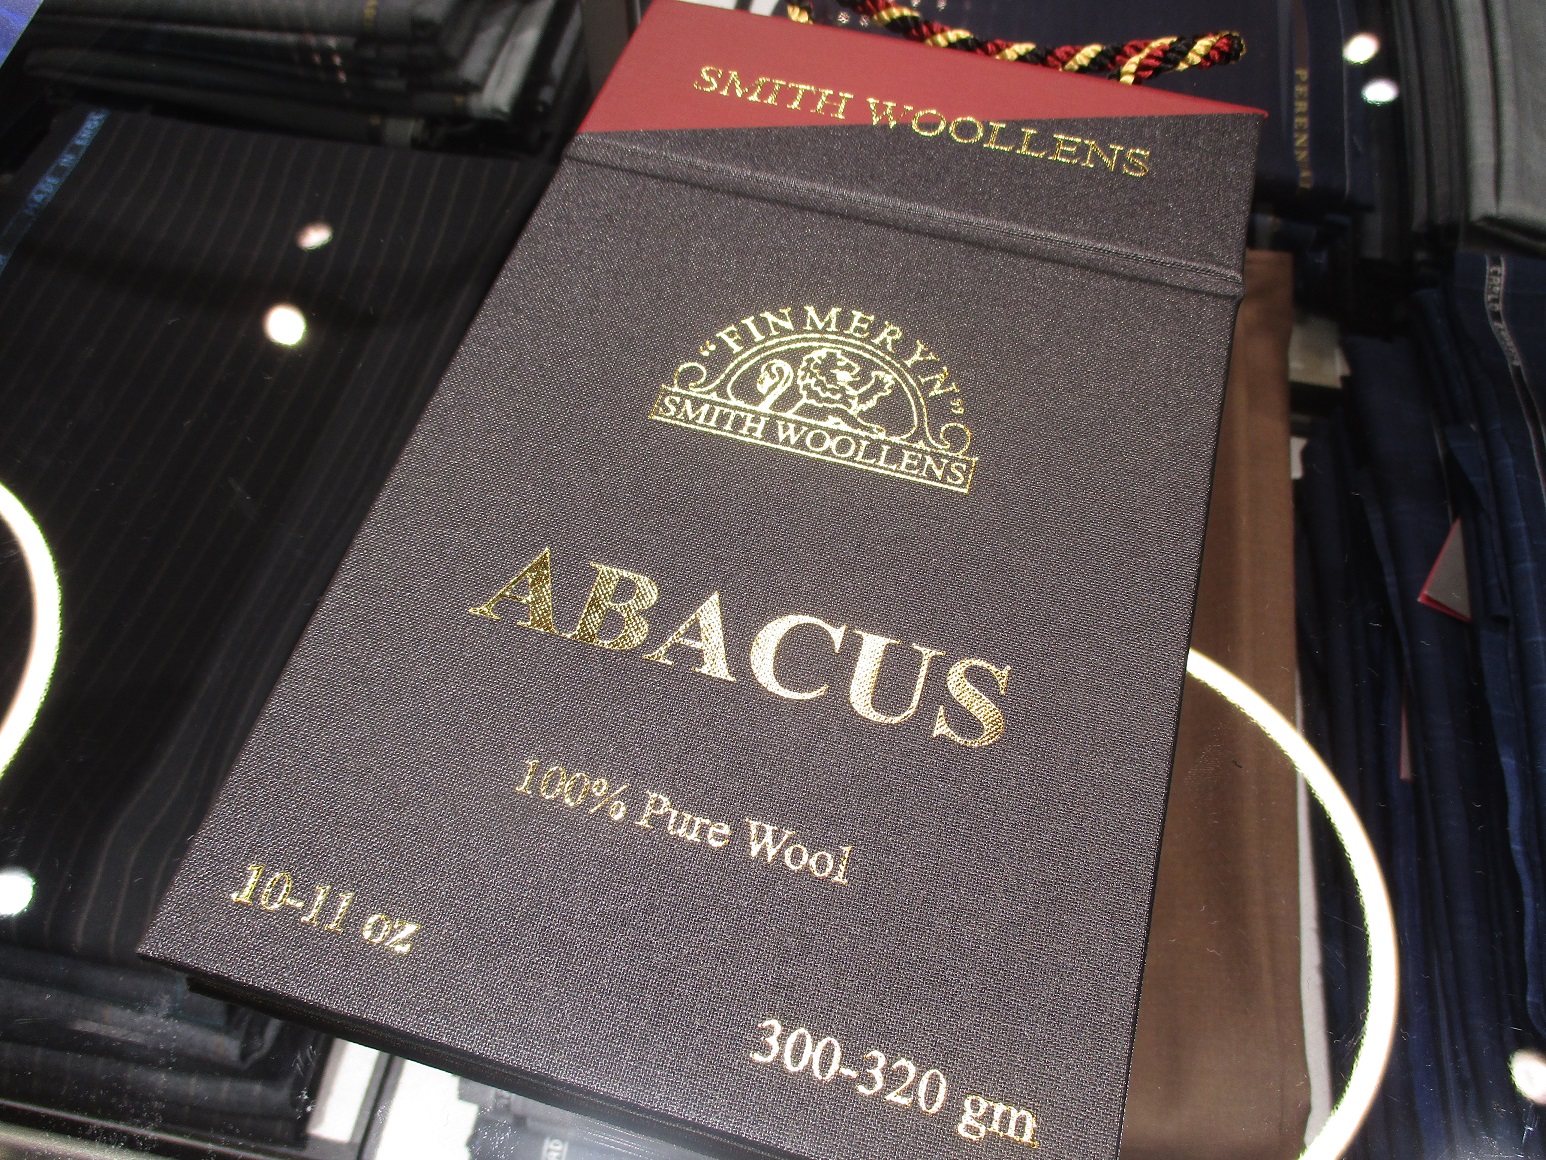 SMITH WOOLLENS
"FINMERYN"
SMITH WOOLLENS
ABACUS
100% Pure Wool
10-11 oz
300-320 gm